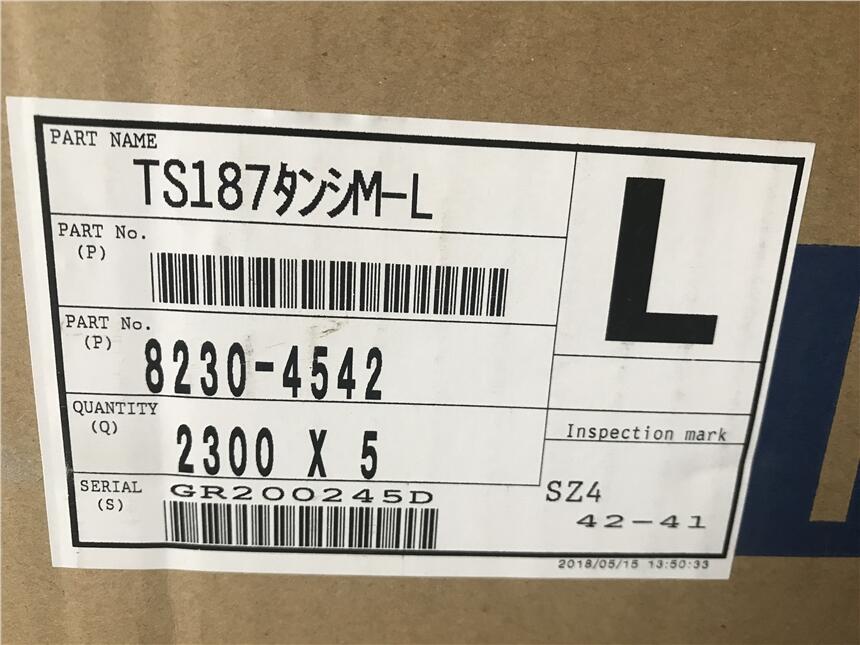 PART NAME
TS187タンシM-L
L
PART No.
(P)
PART No.
(P)
8230-4542
QUANTITY
(Q)
2300 X 5
Inspection mark
SERIAL
(S)
GR200245D
SZ4
42-41
2018/05/15 13:50:33